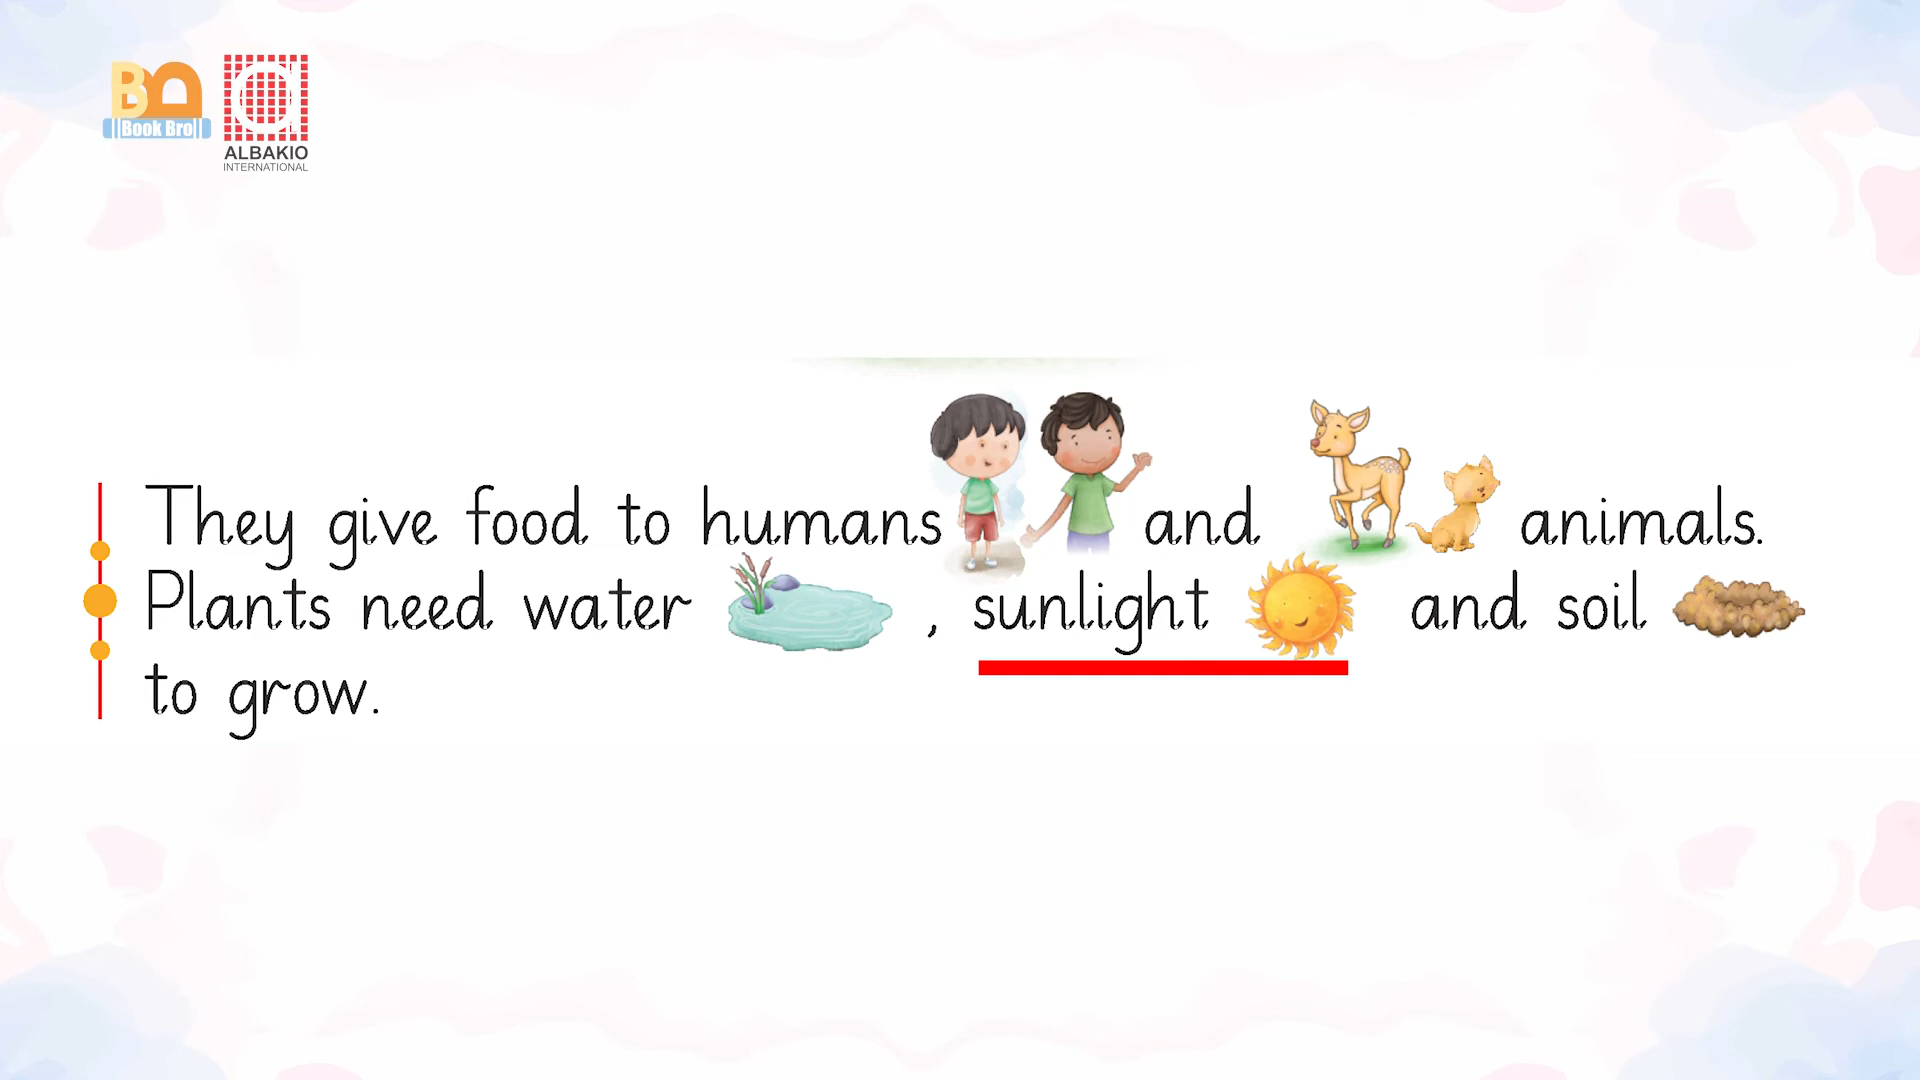 Book Bro
ALBAKIO
INTERNATIONAL
They give food to humans and animals.
Plants need water , sunlight and soil
to grow.